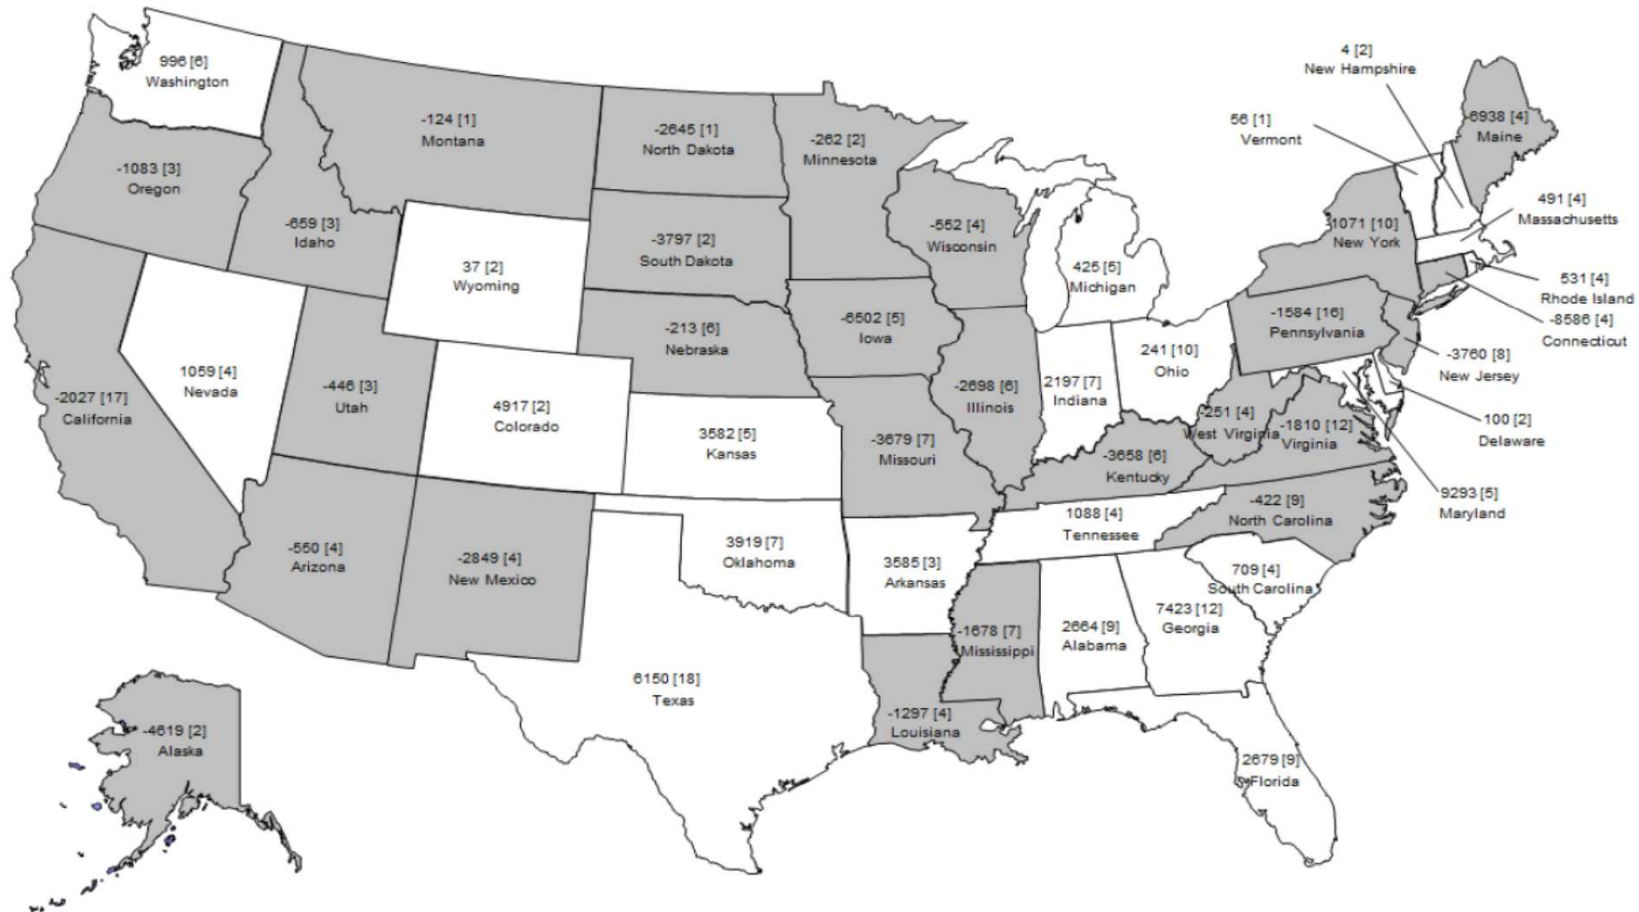 996 [6]
Washington
-124 [1]
Montana
-2645 [1]
North Dakota
-262 [2]
Minnesota
4 [2]
New Hampshire
56 [1]
Vermont
-6938 [4]
Maine
-1083 [3]
Oregon
-659 [3]
Idaho
37 [2]
Wyoming
-3797 [2]
South Dakota
-552 [4]
Wisconsin
425 [5]
Michigan
1071 [10]
New York
491 [4]
Massachusetts
531 [4]
Rhode Island
-8586 [4]
Connecticut
-3760 [8]
New Jersey
-1584 [16]
Pennsylvania
-213 [6]
Nebraska
-6502 [5]
Iowa
-2698 [6]
Illinois
2197 [7]
Indiana
241 [10]
Ohio
-2027 [17]
California
1059 [4]
Nevada
-446 [3]
Utah
4917 [2]
Colorado
3582 [5]
Kansas
-3679 [7]
Missouri
-3658 [6]
Kentucky
-251 [4]
West Virginia
-1810 [12]
Virginia
100 [2]
Delaware
9293 [5]
Maryland
-422 [9]
North Carolina
1088 [4]
Tennessee
-550 [4]
Arizona
-2849 [4]
New Mexico
3919 [7]
Oklahoma
3585 [3]
Arkansas
709 [4]
South Carolina
7423 [12]
Georgia
2664 [9]
Alabama
-1678 [7]
Mississippi
6150 [18]
Texas
-1297 [4]
Louisiana
2679 [9]
Florida
-4619 [2]
Alaska